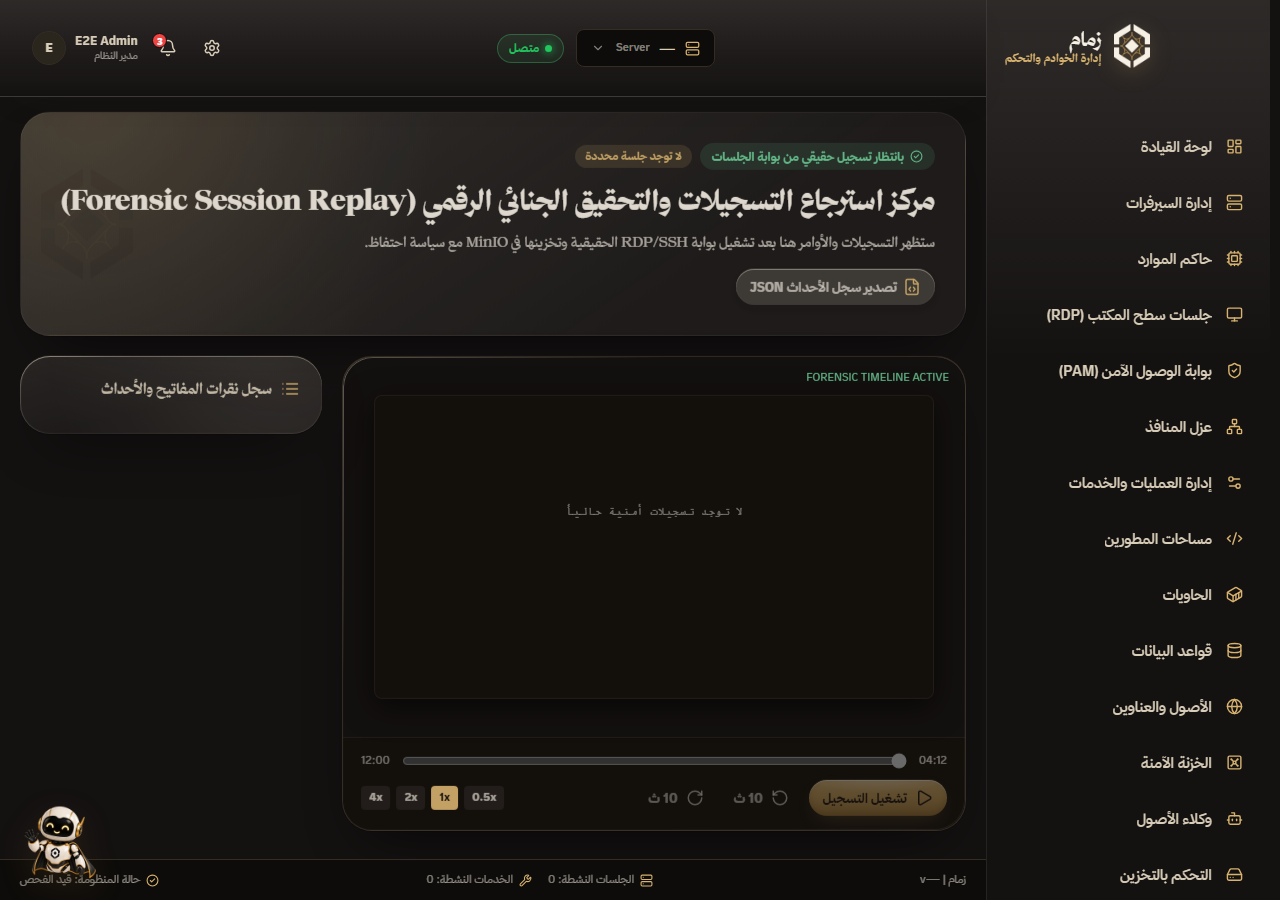 زمام
إدارة الخوادم والتحكم
لوحة القيادة
إدارة السيرفرات
حاكم الموارد
جلسات سطح المكتب (RDP)
بوابة الوصول الآمن (PAM)
عزل المنافذ
إدارة العمليات والخدمات
مساحات المطورين
الحاويات
قواعد البيانات
الأصول والعناوين
الخزنة الآمنة
وكلاء الأصول
التحكم بالتخزين
— Server
متصل
3
E2E Admin
مدير النظام
E
بانتظار تسجيل حقيقي من بوابة الجلسات
لا توجد جلسة محددة
مركز استرجاع التسجيلات والتحقيق الجنائي الرقمي (Forensic Session Replay)
ستظهر التسجيلات والأوامر هنا بعد تشغيل بوابة RDP/SSH الحقيقية وتخزينها في MinIO مع سياسة احتفاظ.
تصدير سجل الأحداث JSON
FORENSIC TIMELINE ACTIVE
لا توجد تسجيلات أمنية حالياً
04:12
12:00
تشغيل التسجيل
10 ث
10 ث
0.5x
1x
2x
4x
سجل نقرات المفاتيح والأحداث
زمام | v—
الجلسات النشطة: 0
الخدمات النشطة: 0
حالة المنظومة: قيد الفحص